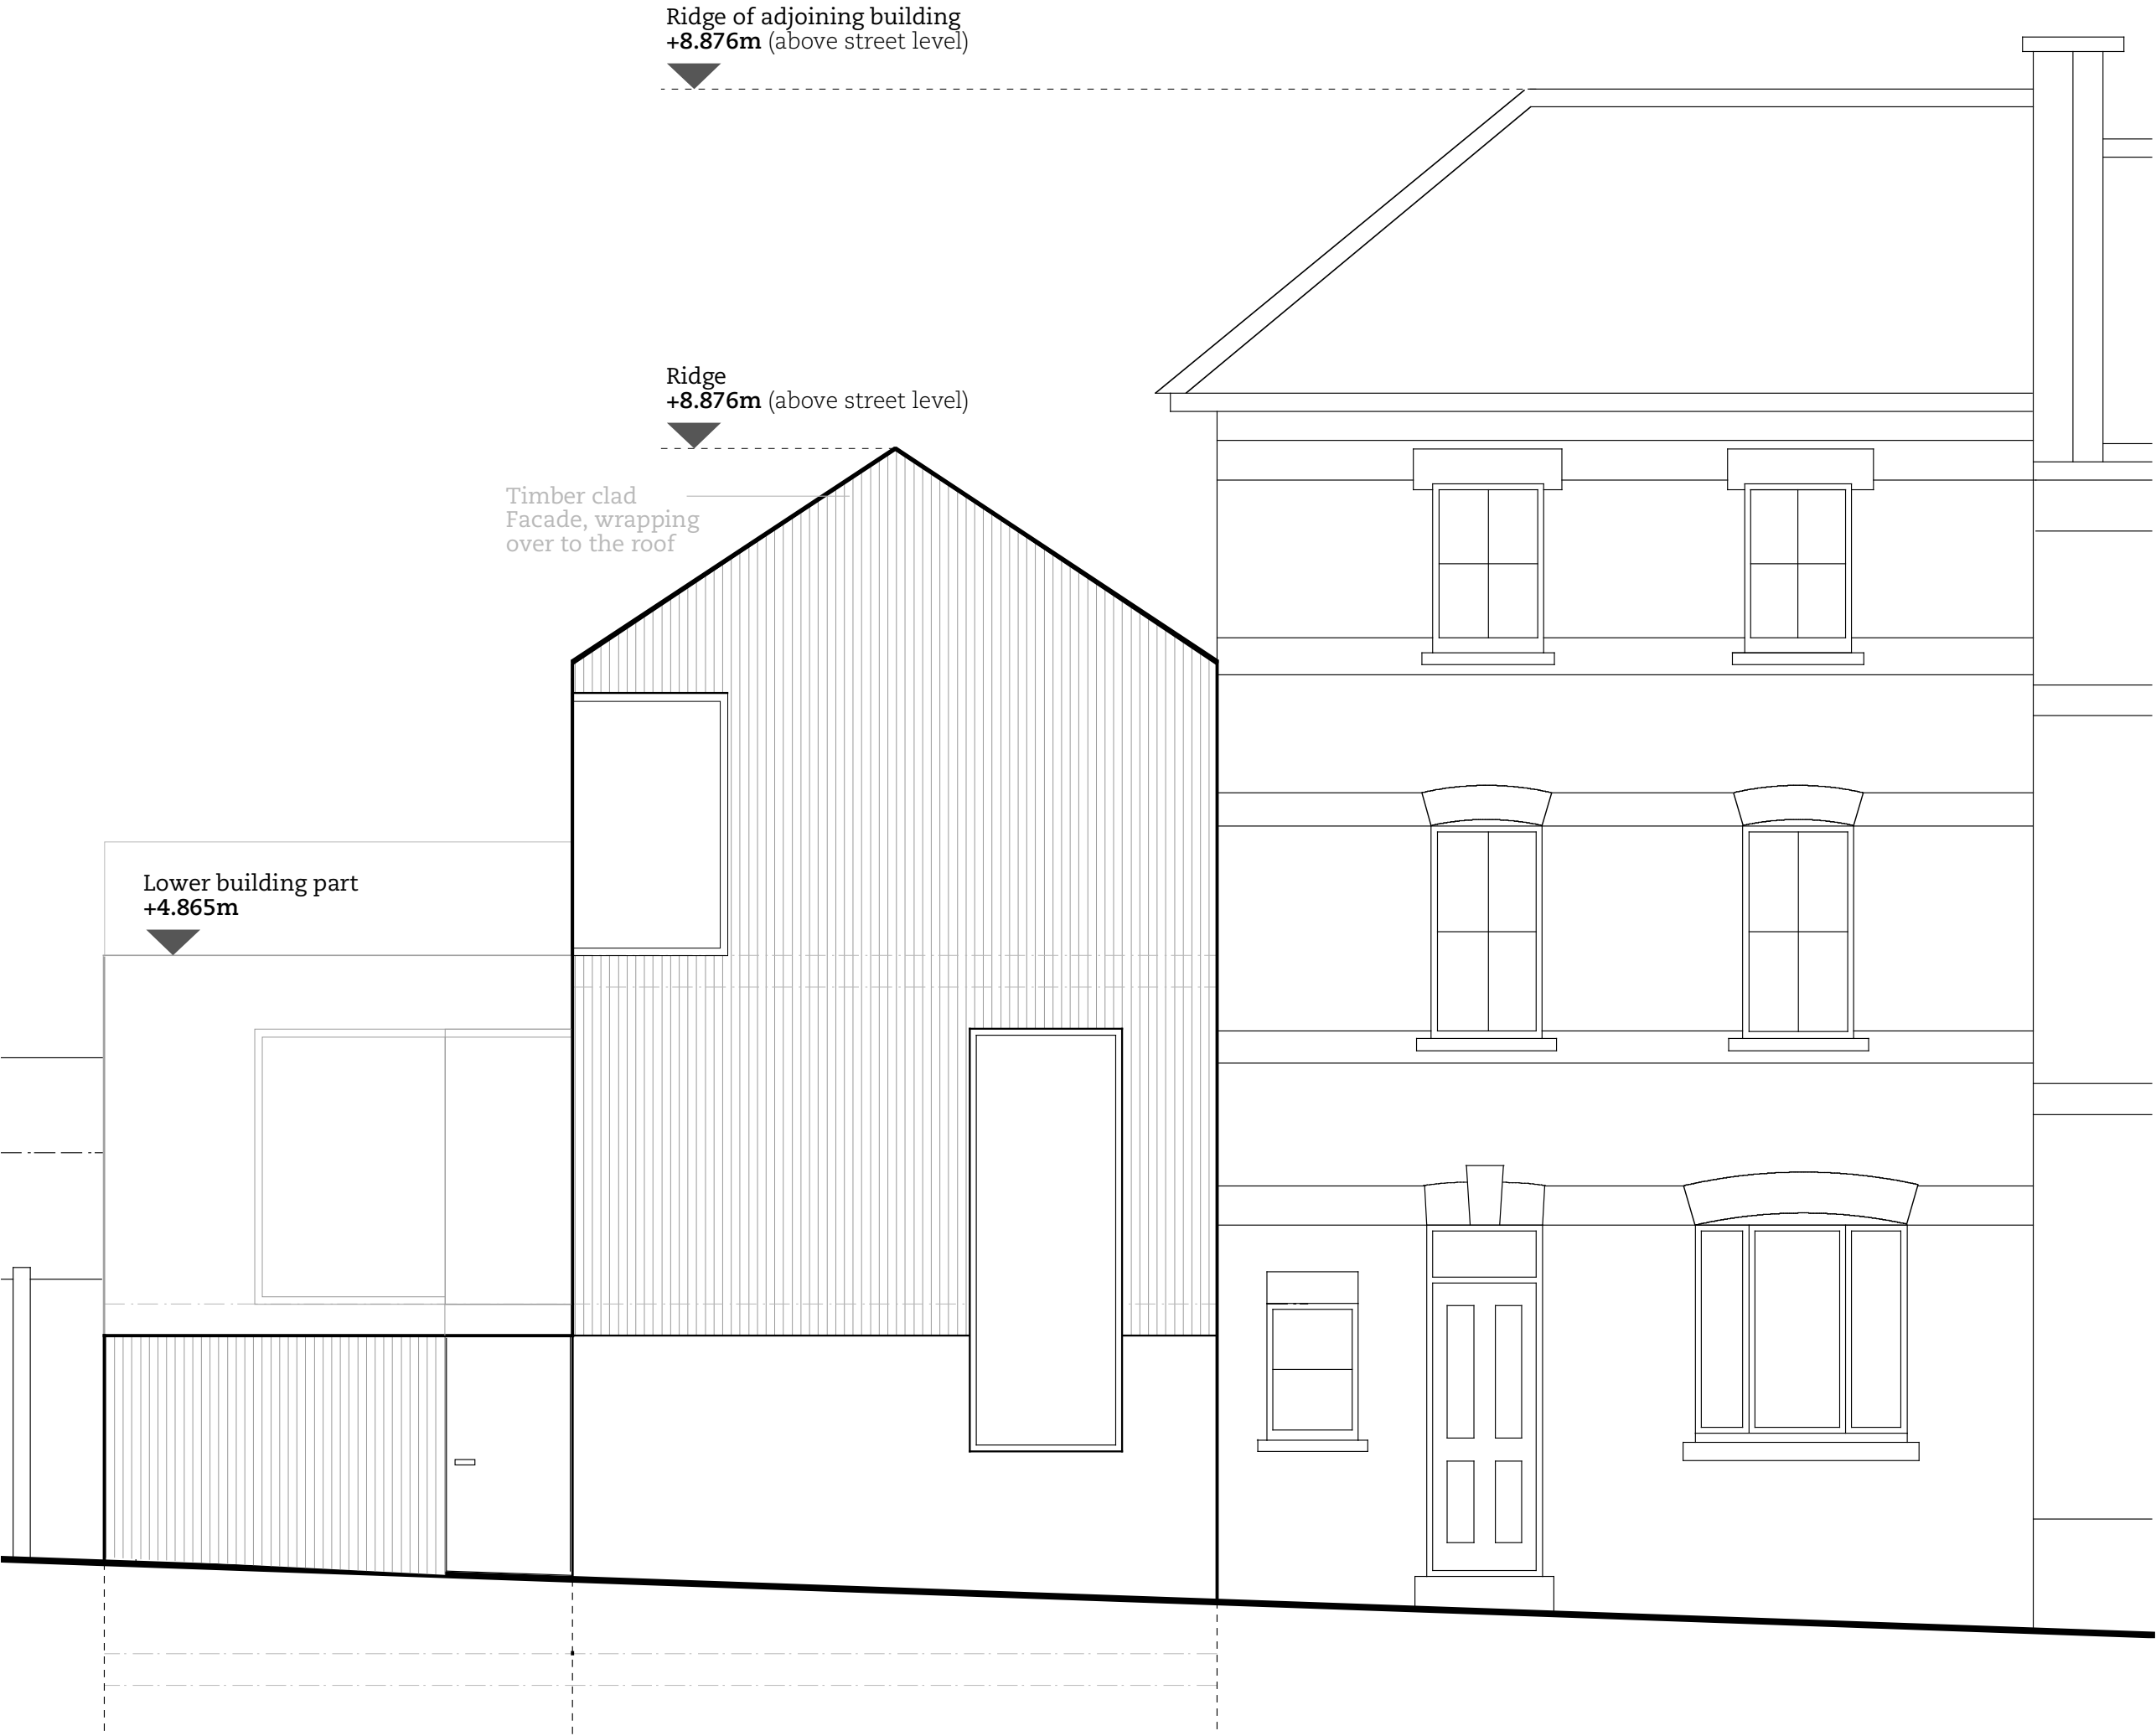 Ridge of adjoining building
+8.876m (above street level)
Ridge
+8.876m (above street level)
Timber clad
Facade, wrapping
over to the roof
Lower building part
+4.865m